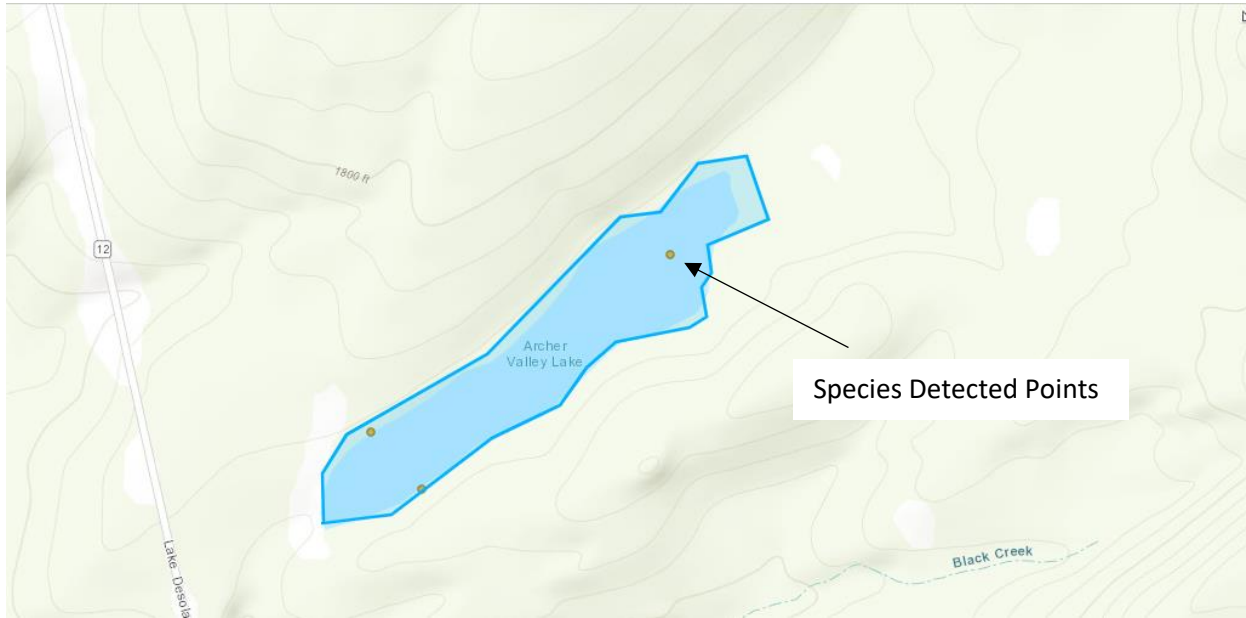 1800 ft
12
Archer
Valley Lake
Species Detected Points
Lake Desola
Black Creek